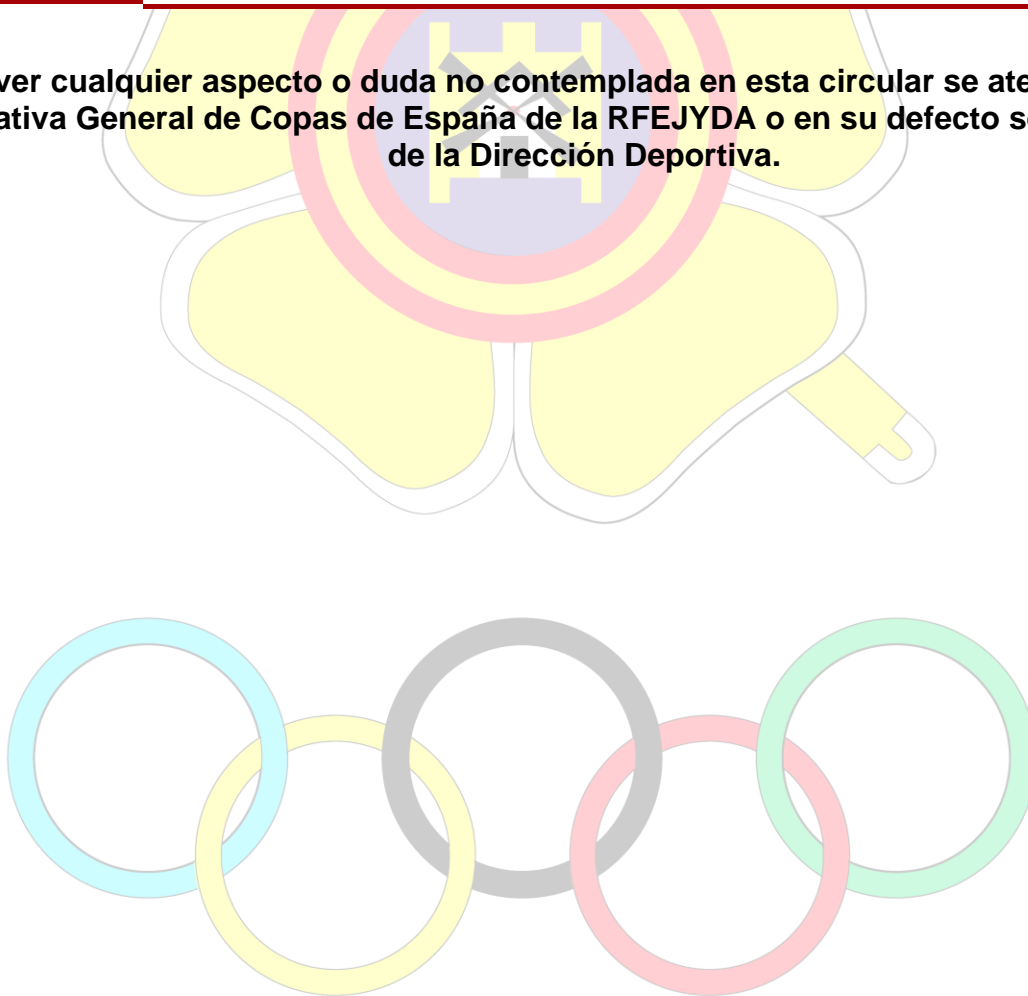 ver cualquier aspecto o duda no contemplada en esta circular se ate
ativa General de Copas de España de la RFEJYDA o en su defecto s
de la Dirección Deportiva.